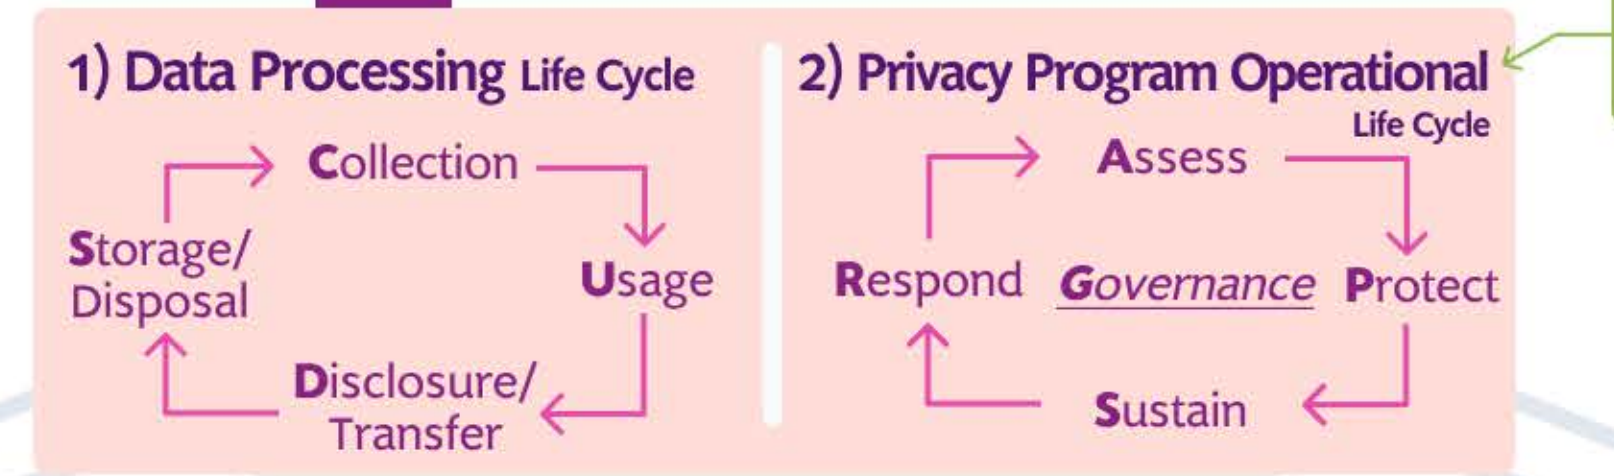 1) Data Processing Life Cycle
Collection
Usage
Disclosure/
Transfer
Storage/
Disposal
2) Privacy Program Operational
Life Cycle
Assess
Protect
Sustain
Respond
Governance